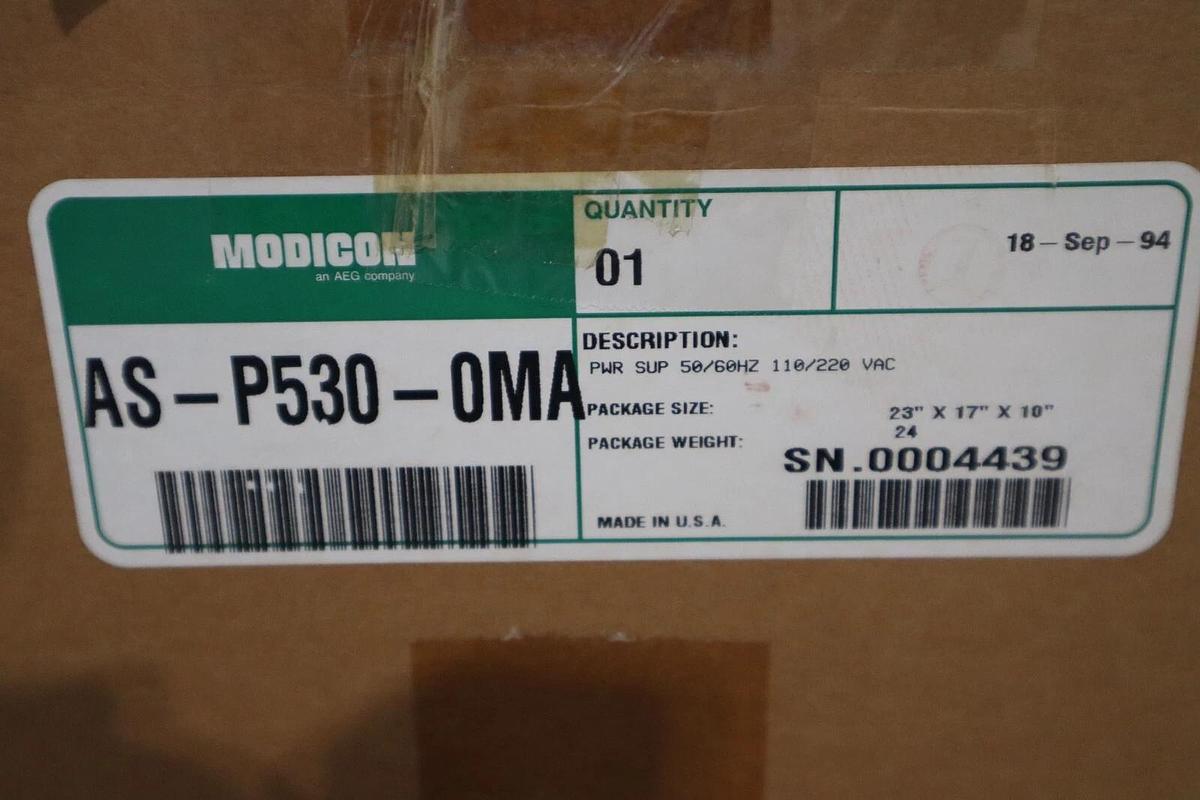 MODICON
an AEG company
QUANTITY
01
18-Sep-94
AS-P530-0MA
DESCRIPTION:
PWR SUP 50/60HZ 110/220 VAC
PACKAGE SIZE: 23" X 17" X 10"
PACKAGE WEIGHT: 24
SN.0004439
MADE IN U.S.A.